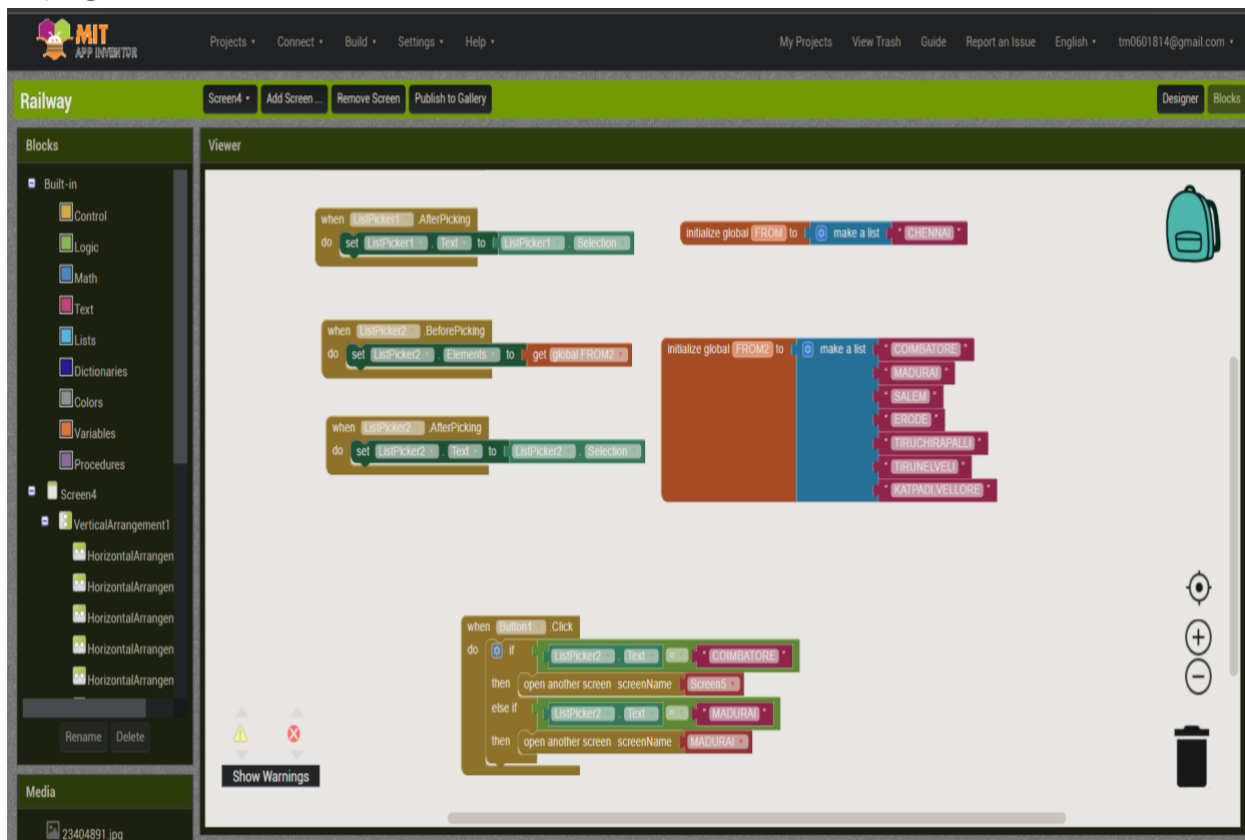 MIT
APP INVENTOR
Projects Connect Build Settings Help My Projects View Trash Guide Report an Issue English tm0601814@gmail.com
Railway
Screen4 Add Screen ... Remove Screen Publish to Gallery Designer Blocks
Blocks
Viewer
Built-in
Control
Logic
Math
Text
Lists
Dictionaries
Colors
Variables
Procedures
Screen4
VerticalArrangement1
HorizontalArrangen
HorizontalArrangen
HorizontalArrangen
HorizontalArrangen
HorizontalArrangen
Rename Delete
Media
23404891.jpg
when ListPicker1 .AfterPicking
do set ListPicker1 . Text to ListPicker1 . Selection
initialize global FROM to make a list " CHENNAI "
when ListPicker2 .BeforePicking
do set ListPicker2 . Elements to get global FROM2
initialize global FROM2 to make a list " COIMBATORE "
" MADURAI "
" SALEM "
" ERODE "
" TIRUCHIRAPALLI "
" TIRUNELVELI "
" KATPADI,VELLORE "
when ListPicker2 .AfterPicking
do set ListPicker2 . Text to ListPicker2 . Selection
when Button1 .Click
do if ListPicker2 . Text = " COIMBATORE "
then open another screen screenName Screen5
else if ListPicker2 . Text = " MADURAI "
then open another screen screenName MADURAI
Show Warnings